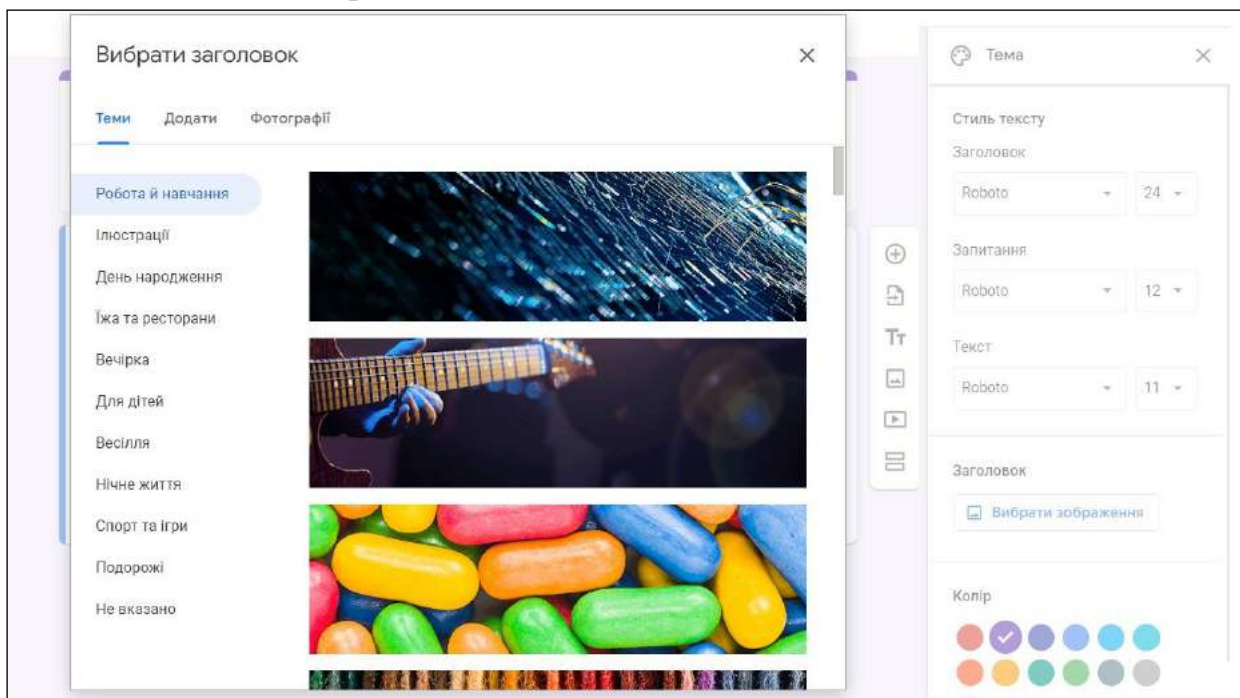 Вибрати заголовок
Теми Додати Фотографії
Робота й навчання
Ілюстрації
День народження
Їжа та ресторани
Вечірка
Для дітей
Весілля
Нічне життя
Спорт та ігри
Подорожі
Не вказано
Tт
Тема
Стиль тексту
Заголовок
Roboto 24
Запитання
Roboto 12
Текст
Roboto 11
Заголовок
Вибрати зображення
Колір